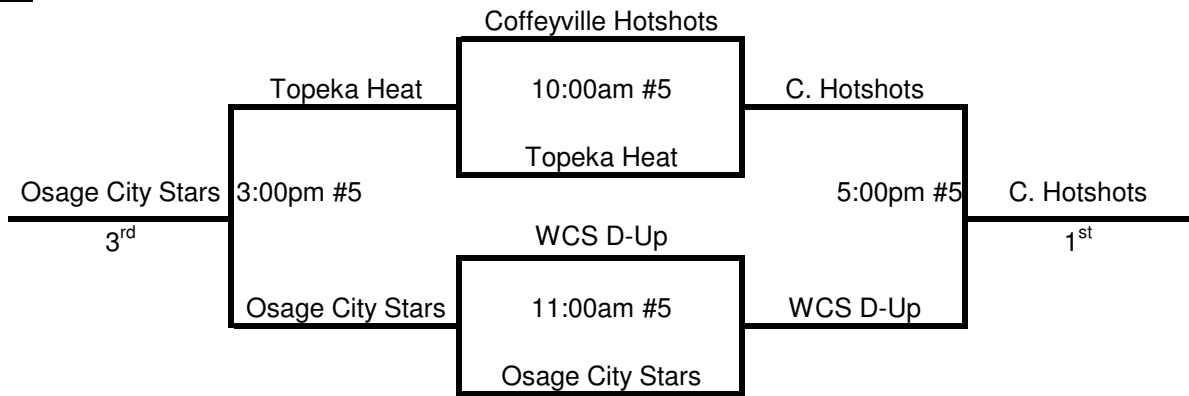 Coffeyville Hotshots
Topeka Heat
10:00am #5
C. Hotshots
Topeka Heat
Osage City Stars
3:00pm #5
5:00pm #5
C. Hotshots
3rd
WCS D-Up
1st
Osage City Stars
11:00am #5
WCS D-Up
Osage City Stars